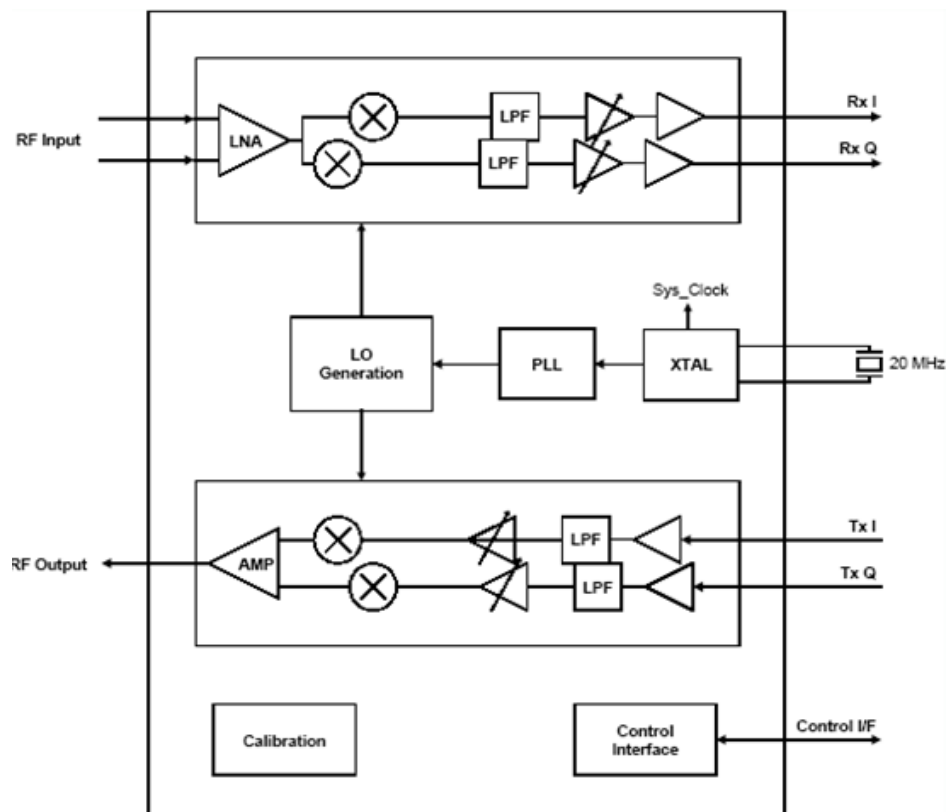 RF Input
LNA
LPF
LPF
Rx I
Rx Q
Sys_Clock
LO
Generation
PLL
XTAL
20 MHz
RF Output
AMP
LPF
LPF
Tx I
Tx Q
Calibration
Control
Interface
Control I/F